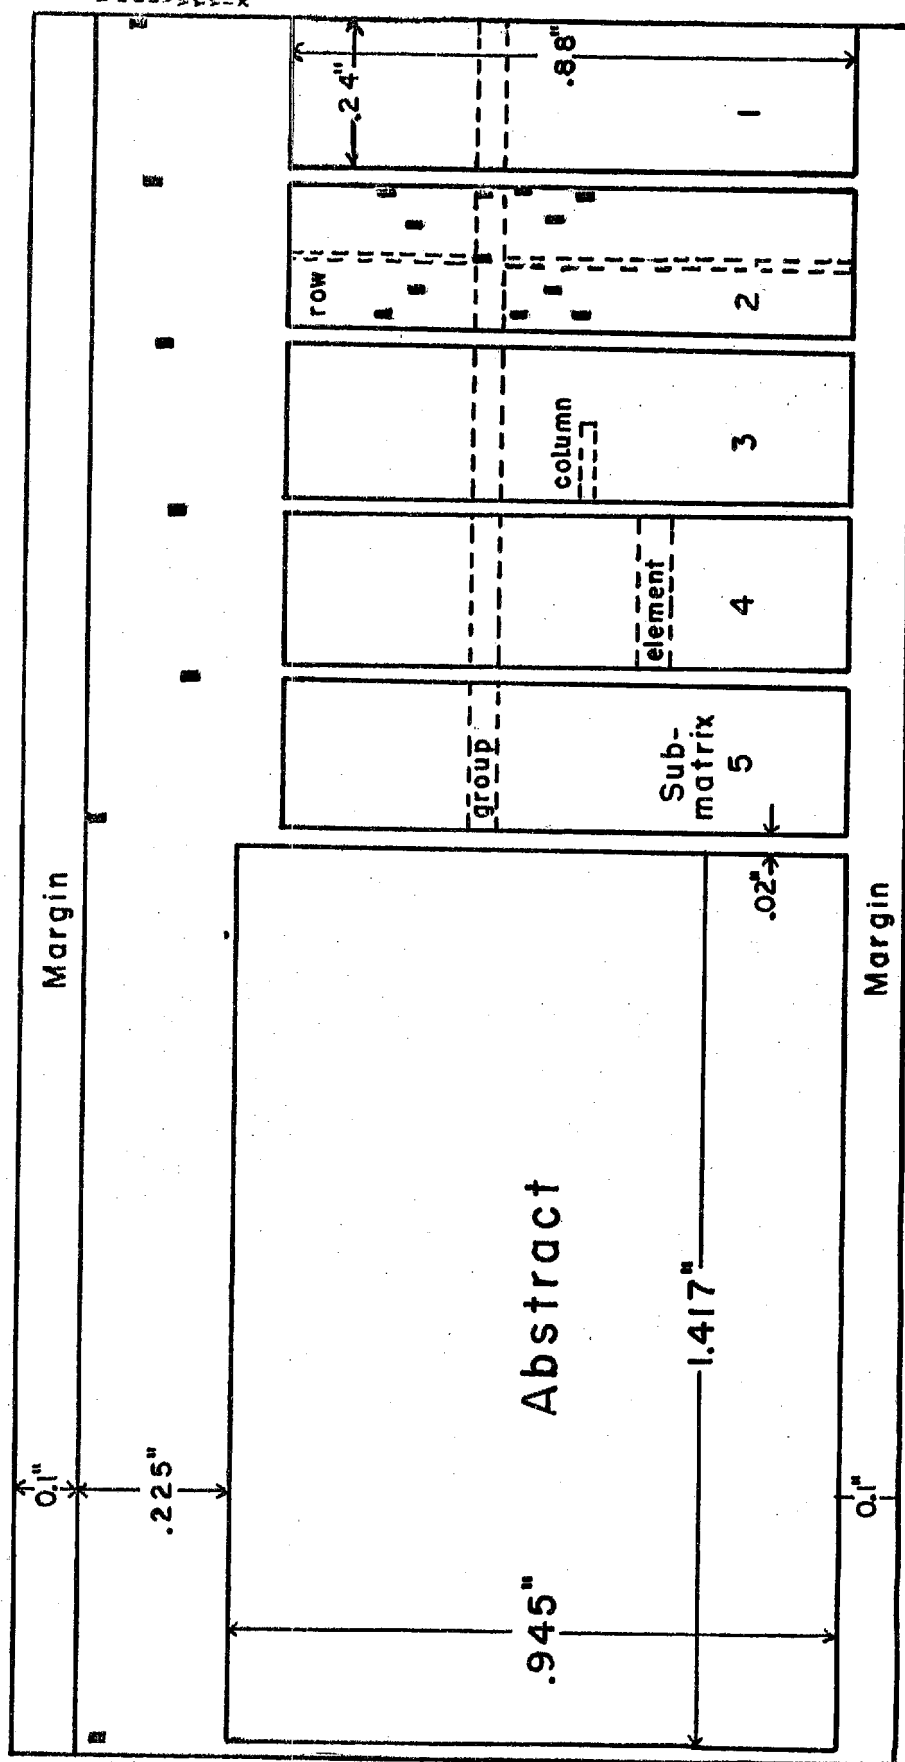 Margin
0.1"
.225"
.945"
Abstract
1.417"
.02"
0.1"
Margin
group
Sub-
matrix
5
element
4
column
3
row
2
.24"
.88"
1